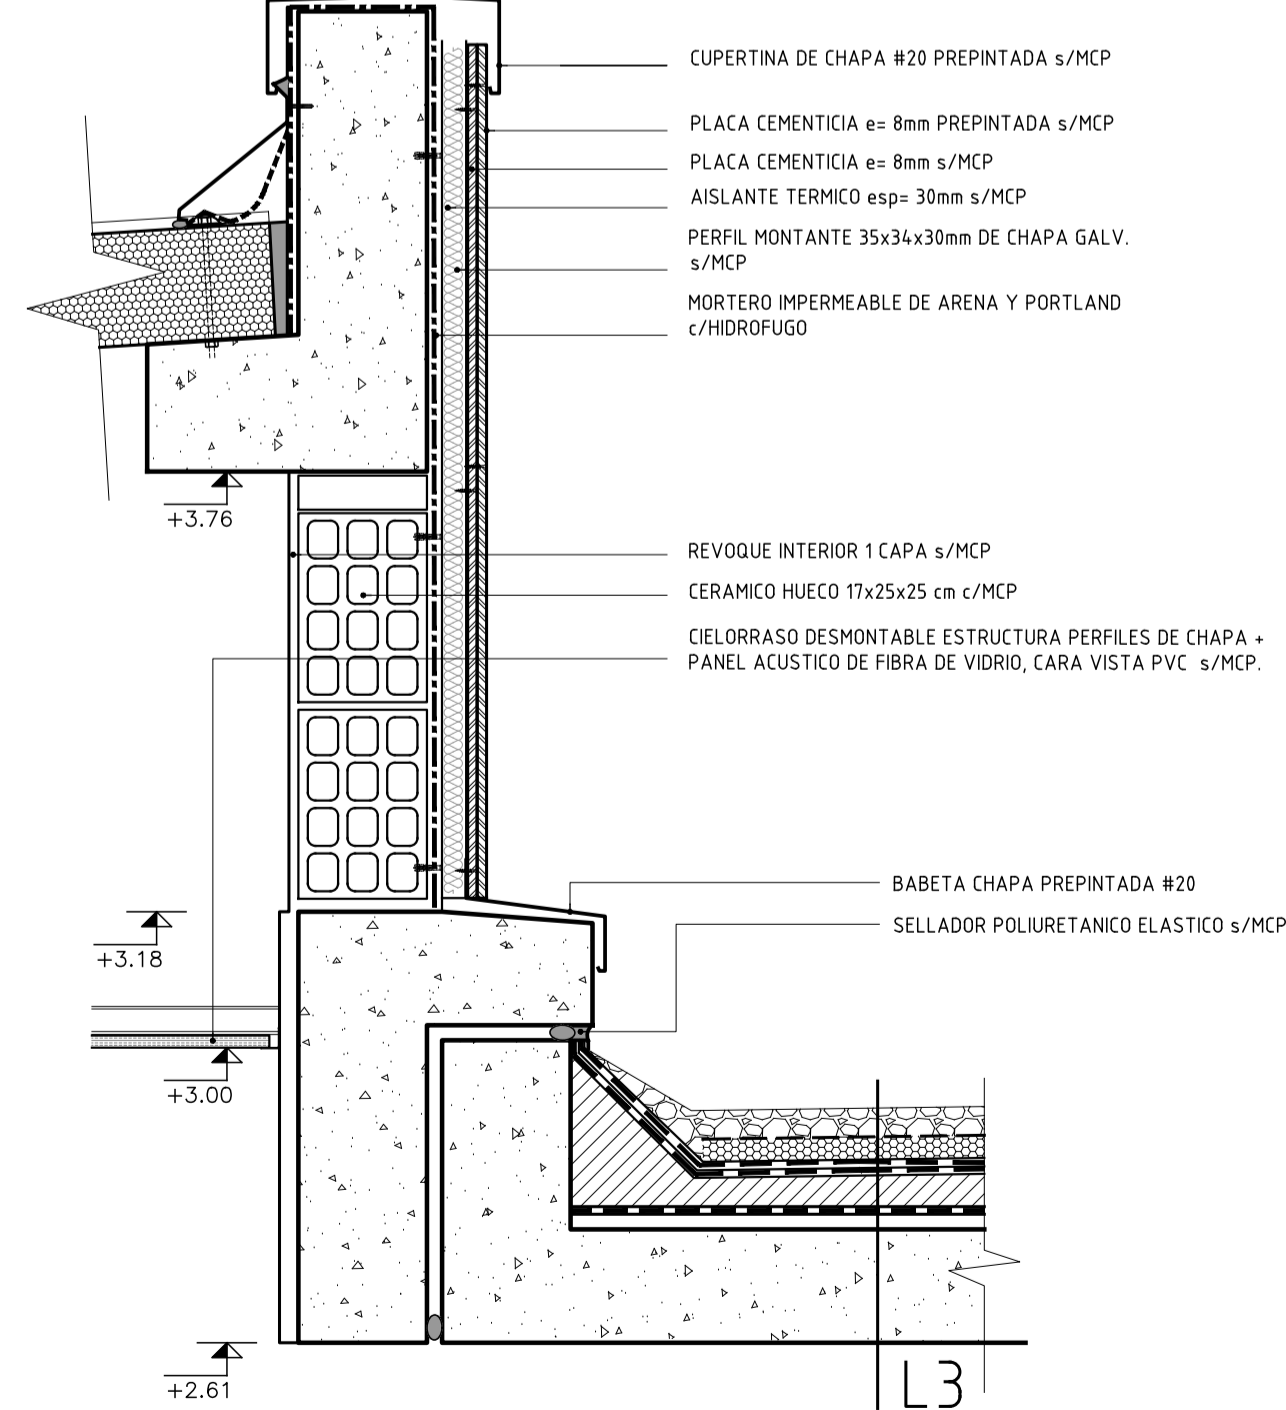 CUPERTINA DE CHAPA #20 PREPINTADA s/MCP
PLACA CEMENTICIA e= 8mm PREPINTADA s/MCP
PLACA CEMENTICIA e= 8mm s/MCP
AISLANTE TERMICO esp= 30mm s/MCP
PERFIL MONTANTE 35x34x30mm DE CHAPA GALV.
s/MCP
MORTERO IMPERMEABLE DE ARENA Y PORTLAND
c/HIDROFUGO
+3.76
REVOQUE INTERIOR 1 CAPA s/MCP
CERAMICO HUECO 17x25x25 cm c/MCP
CIELORRASO DESMONTABLE ESTRUCTURA PERFILES DE CHAPA +
PANEL ACUSTICO DE FIBRA DE VIDRIO, CARA VISTA PVC s/MCP.
BABETA CHAPA PREPINTADA #20
SELLADOR POLIURETANICO ELASTICO s/MCP
+3.18
+3.00
+2.61
L3